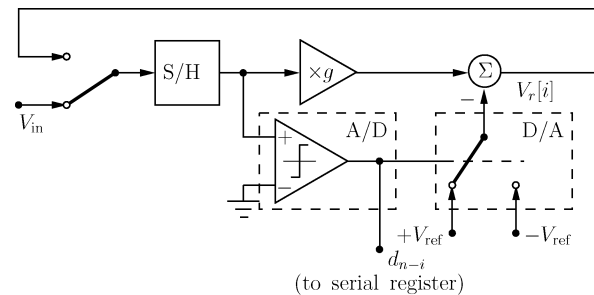 S/H
×g
Σ
V_r[i]
−
V_in
A/D
D/A
+
−
+V_ref
−V_ref
d_{n−i}
(to serial register)